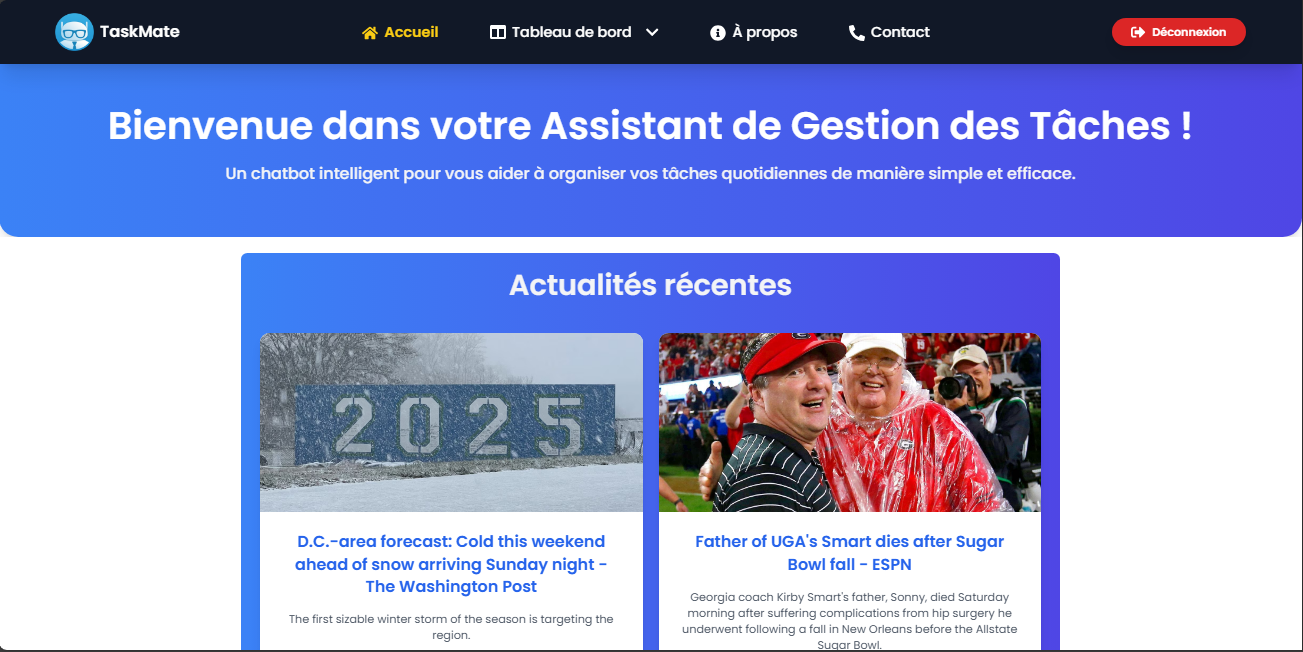 TaskMate
Accueil
Tableau de bord
À propos
Contact
Déconnexion
Bienvenue dans votre Assistant de Gestion des Tâches !
Un chatbot intelligent pour vous aider à organiser vos tâches quotidiennes de manière simple et efficace.
Actualités récentes
2025
D.C.-area forecast: Cold this weekend
ahead of snow arriving Sunday night -
The Washington Post
The first sizable winter storm of the season is targeting the
region.
Father of UGA's Smart dies after Sugar
Bowl fall - ESPN
Georgia coach Kirby Smart's father, Sonny, died Saturday
morning after suffering complications from hip surgery he
underwent following a fall in New Orleans before the Allstate
Sugar Bowl.